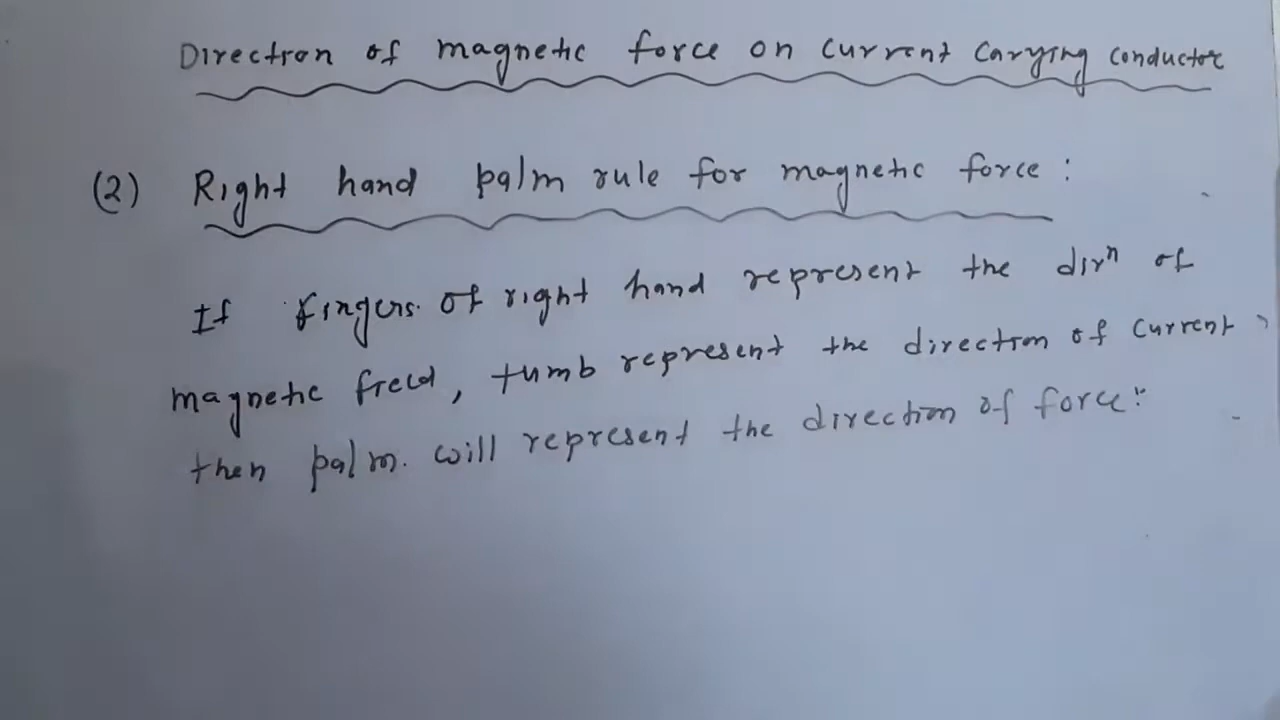 Direction of magnetic force on current carying conductor
(2) Right hand palm rule for magnetic force:
If fingers of right hand represent the dirⁿ of
magnetic field, tumb represent the direction of current,
then palm. will represent the direction of force."